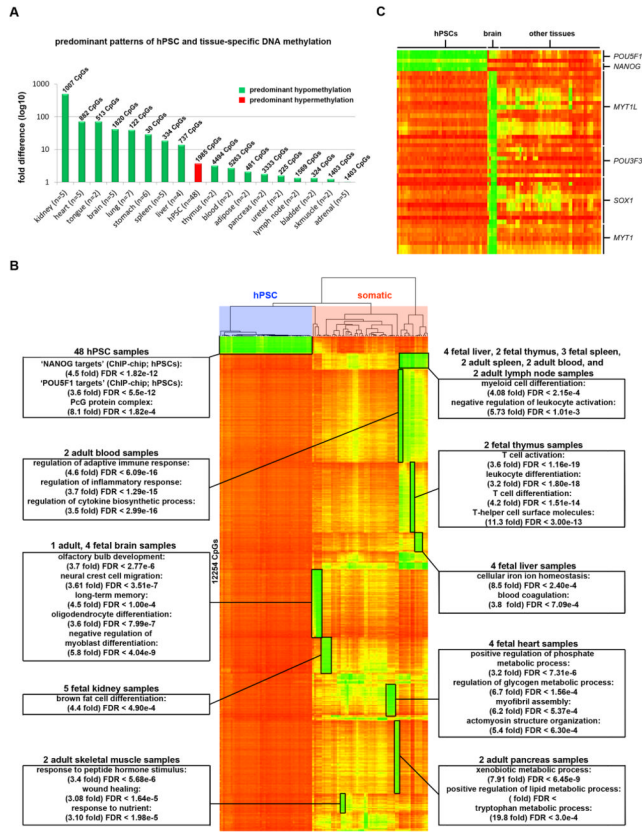 A
predominant patterns of hPSC and tissue-specific DNA methylation
fold difference (log10)
1000
100
10
1
1007 CpGs
882 CpGs
513 CpGs
1820 CpGs
122 CpGs
30 CpGs
334 CpGs
737 CpGs
1985 CpGs
4494 CpGs
5263 CpGs
481 CpGs
3333 CpGs
225 CpGs
1569 CpGs
324 CpGs
1403 CpGs
1403 CpGs
predominant hypomethylation
predominant hypermethylation
kidney (n=5)
heart (n=5)
tongue (n=2)
brain (n=5)
lung (n=7)
stomach (n=6)
spleen (n=5)
liver (n=4)
hPSC (n=48)
thymus (n=2)
blood (n=2)
adipose (n=2)
pancreas (n=2)
ureter (n=2)
lymph node (n=2)
bladder (n=2)
skmuscle (n=2)
adrenal (n=5)
C
hPSCs brain other tissues
POU5F1
NANOG
MYT1L
POU3F3
SOX1
MYT1
B
hPSC somatic
12254 CpGs
48 hPSC samples
'NANOG targets' (ChIP-chip; hPSCs):
(4.5 fold) FDR < 1.82e-12
'POU5F1 targets' (ChIP-chip; hPSCs):
(3.6 fold) FDR < 5.5e-12
PcG protein complex:
(8.1 fold) FDR < 1.82e-4
2 adult blood samples
regulation of adaptive immune response:
(4.6 fold) FDR < 6.09e-16
regulation of inflammatory response:
(3.7 fold) FDR < 1.29e-15
regulation of cytokine biosynthetic process:
(3.5 fold) FDR < 2.99e-16
1 adult, 4 fetal brain samples
olfactory bulb development:
(3.7 fold) FDR < 2.77e-6
neural crest cell migration:
(3.61 fold) FDR < 3.51e-7
long-term memory:
(4.5 fold) FDR < 1.00e-4
oligodendrocyte differentiation:
(3.6 fold) FDR < 7.99e-7
negative regulation of
myoblast differentiation:
(5.8 fold) FDR < 4.04e-9
5 fetal kidney samples
brown fat cell differentiation:
(4.4 fold) FDR < 4.90e-4
2 adult skeletal muscle samples
response to peptide hormone stimulus:
(3.4 fold) FDR < 5.68e-6
wound healing:
(3.08 fold) FDR < 1.64e-5
response to nutrient:
(3.10 fold) FDR < 1.98e-5
4 fetal liver, 2 fetal thymus, 3 fetal spleen,
2 adult spleen, 2 adult blood, and
2 adult lymph node samples
myeloid cell differentiation:
(4.08 fold) FDR < 2.15e-4
negative regulation of leukocyte activation:
(5.73 fold) FDR < 1.01e-3
2 fetal thymus samples
T cell activation:
(3.6 fold) FDR < 1.16e-19
leukocyte differentiation:
(3.2 fold) FDR < 1.80e-18
T cell differentiation:
(4.2 fold) FDR < 1.51e-14
T-helper cell surface molecules:
(11.3 fold) FDR < 3.00e-13
4 fetal liver samples
cellular iron ion homeostasis:
(8.5 fold) FDR < 2.40e-4
blood coagulation:
(3.8 fold) FDR < 7.09e-4
4 fetal heart samples
positive regulation of phosphate
metabolic process:
(3.2 fold) FDR < 7.31e-6
regulation of glycogen metabolic process:
(6.7 fold) FDR < 1.56e-4
myofibril assembly:
(6.2 fold) FDR < 5.37e-4
actomyosin structure organization:
(5.4 fold) FDR < 6.30e-4
2 adult pancreas samples
xenobiotic metabolic process:
(7.91 fold) FDR < 6.45e-9
positive regulation of lipid metabolic process:
( fold) FDR <
tryptophan metabolic process:
(19.8 fold) FDR < 3.0e-4